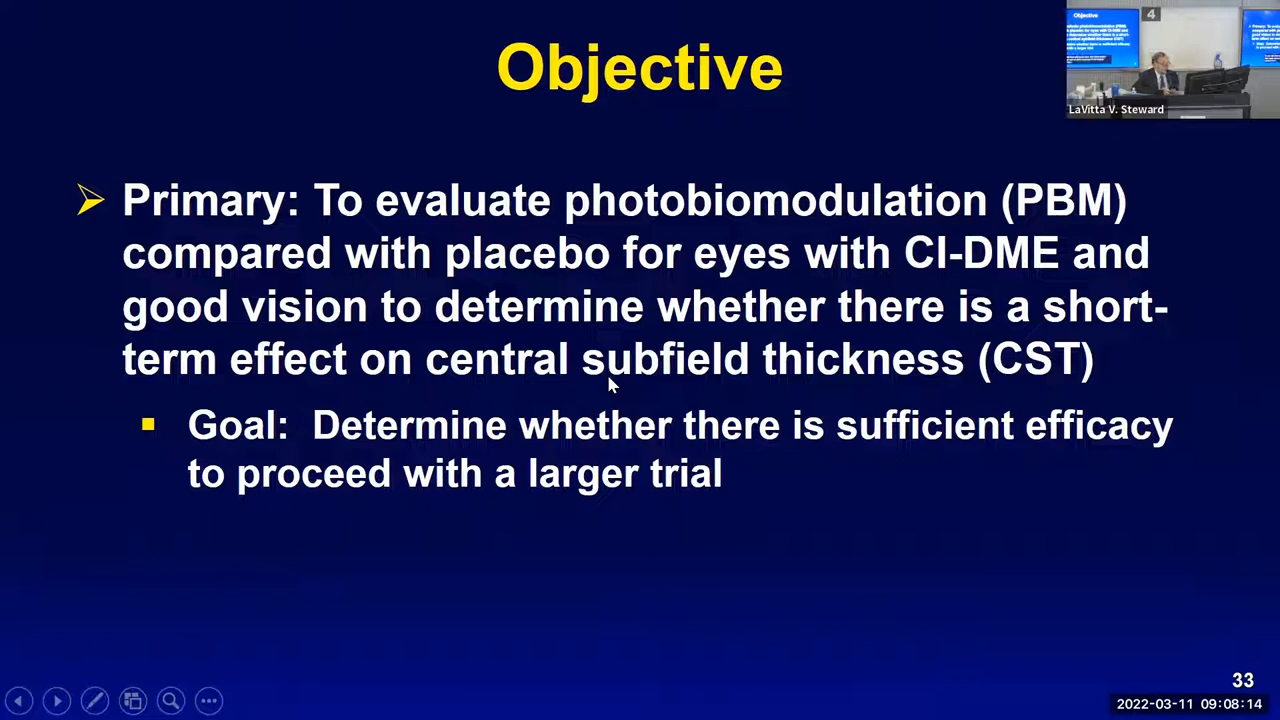 Objective
Primary: To evaluate photobiomodulation (PBM)
compared with placebo for eyes with CI-DME and
good vision to determine whether there is a short-
term effect on central subfield thickness (CST)
Goal: Determine whether there is sufficient efficacy
to proceed with a larger trial
Objective
4
LaVitta V. Steward
33
2022-03-11 09:08:14